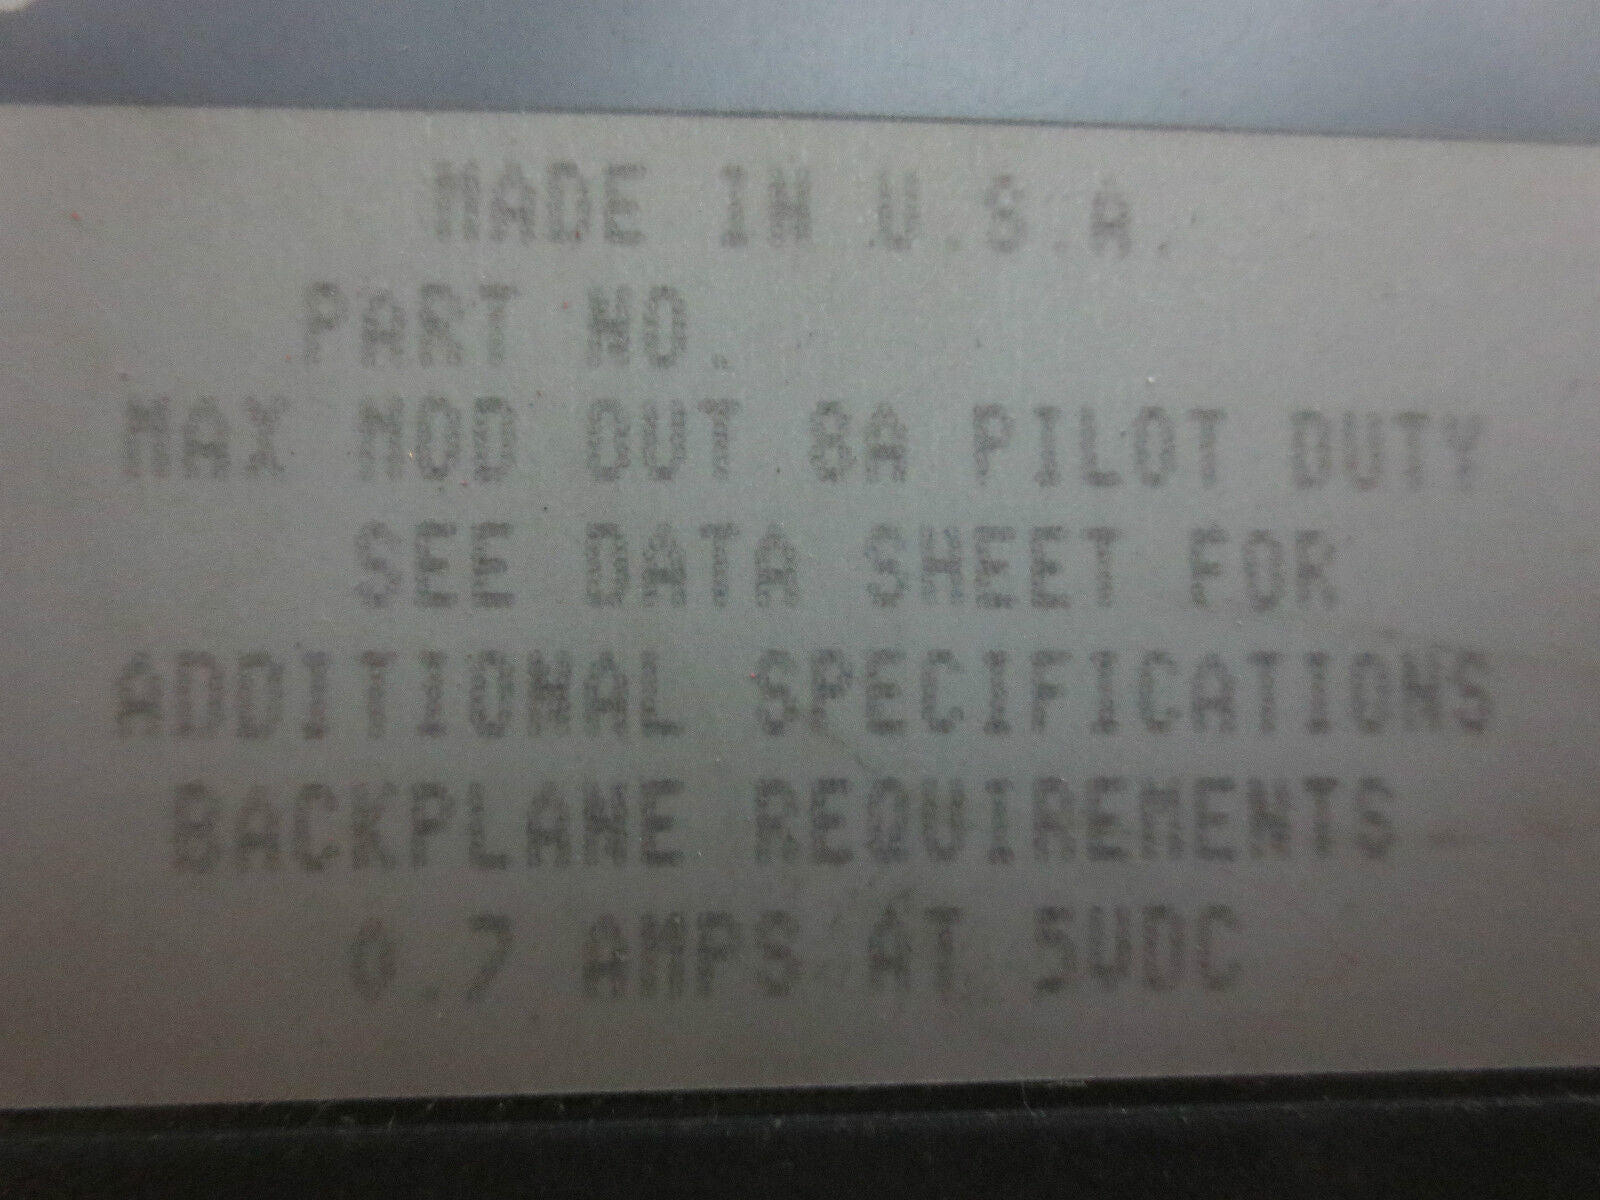 MADE IN U.S.A.
PART NO.
MAX MOD OUT 8A PILOT DUTY
SEE DATA SHEET FOR
ADDITIONAL SPECIFICATIONS
BACKPLANE REQUIREMENTS
0.7 AMPS AT 5VDC